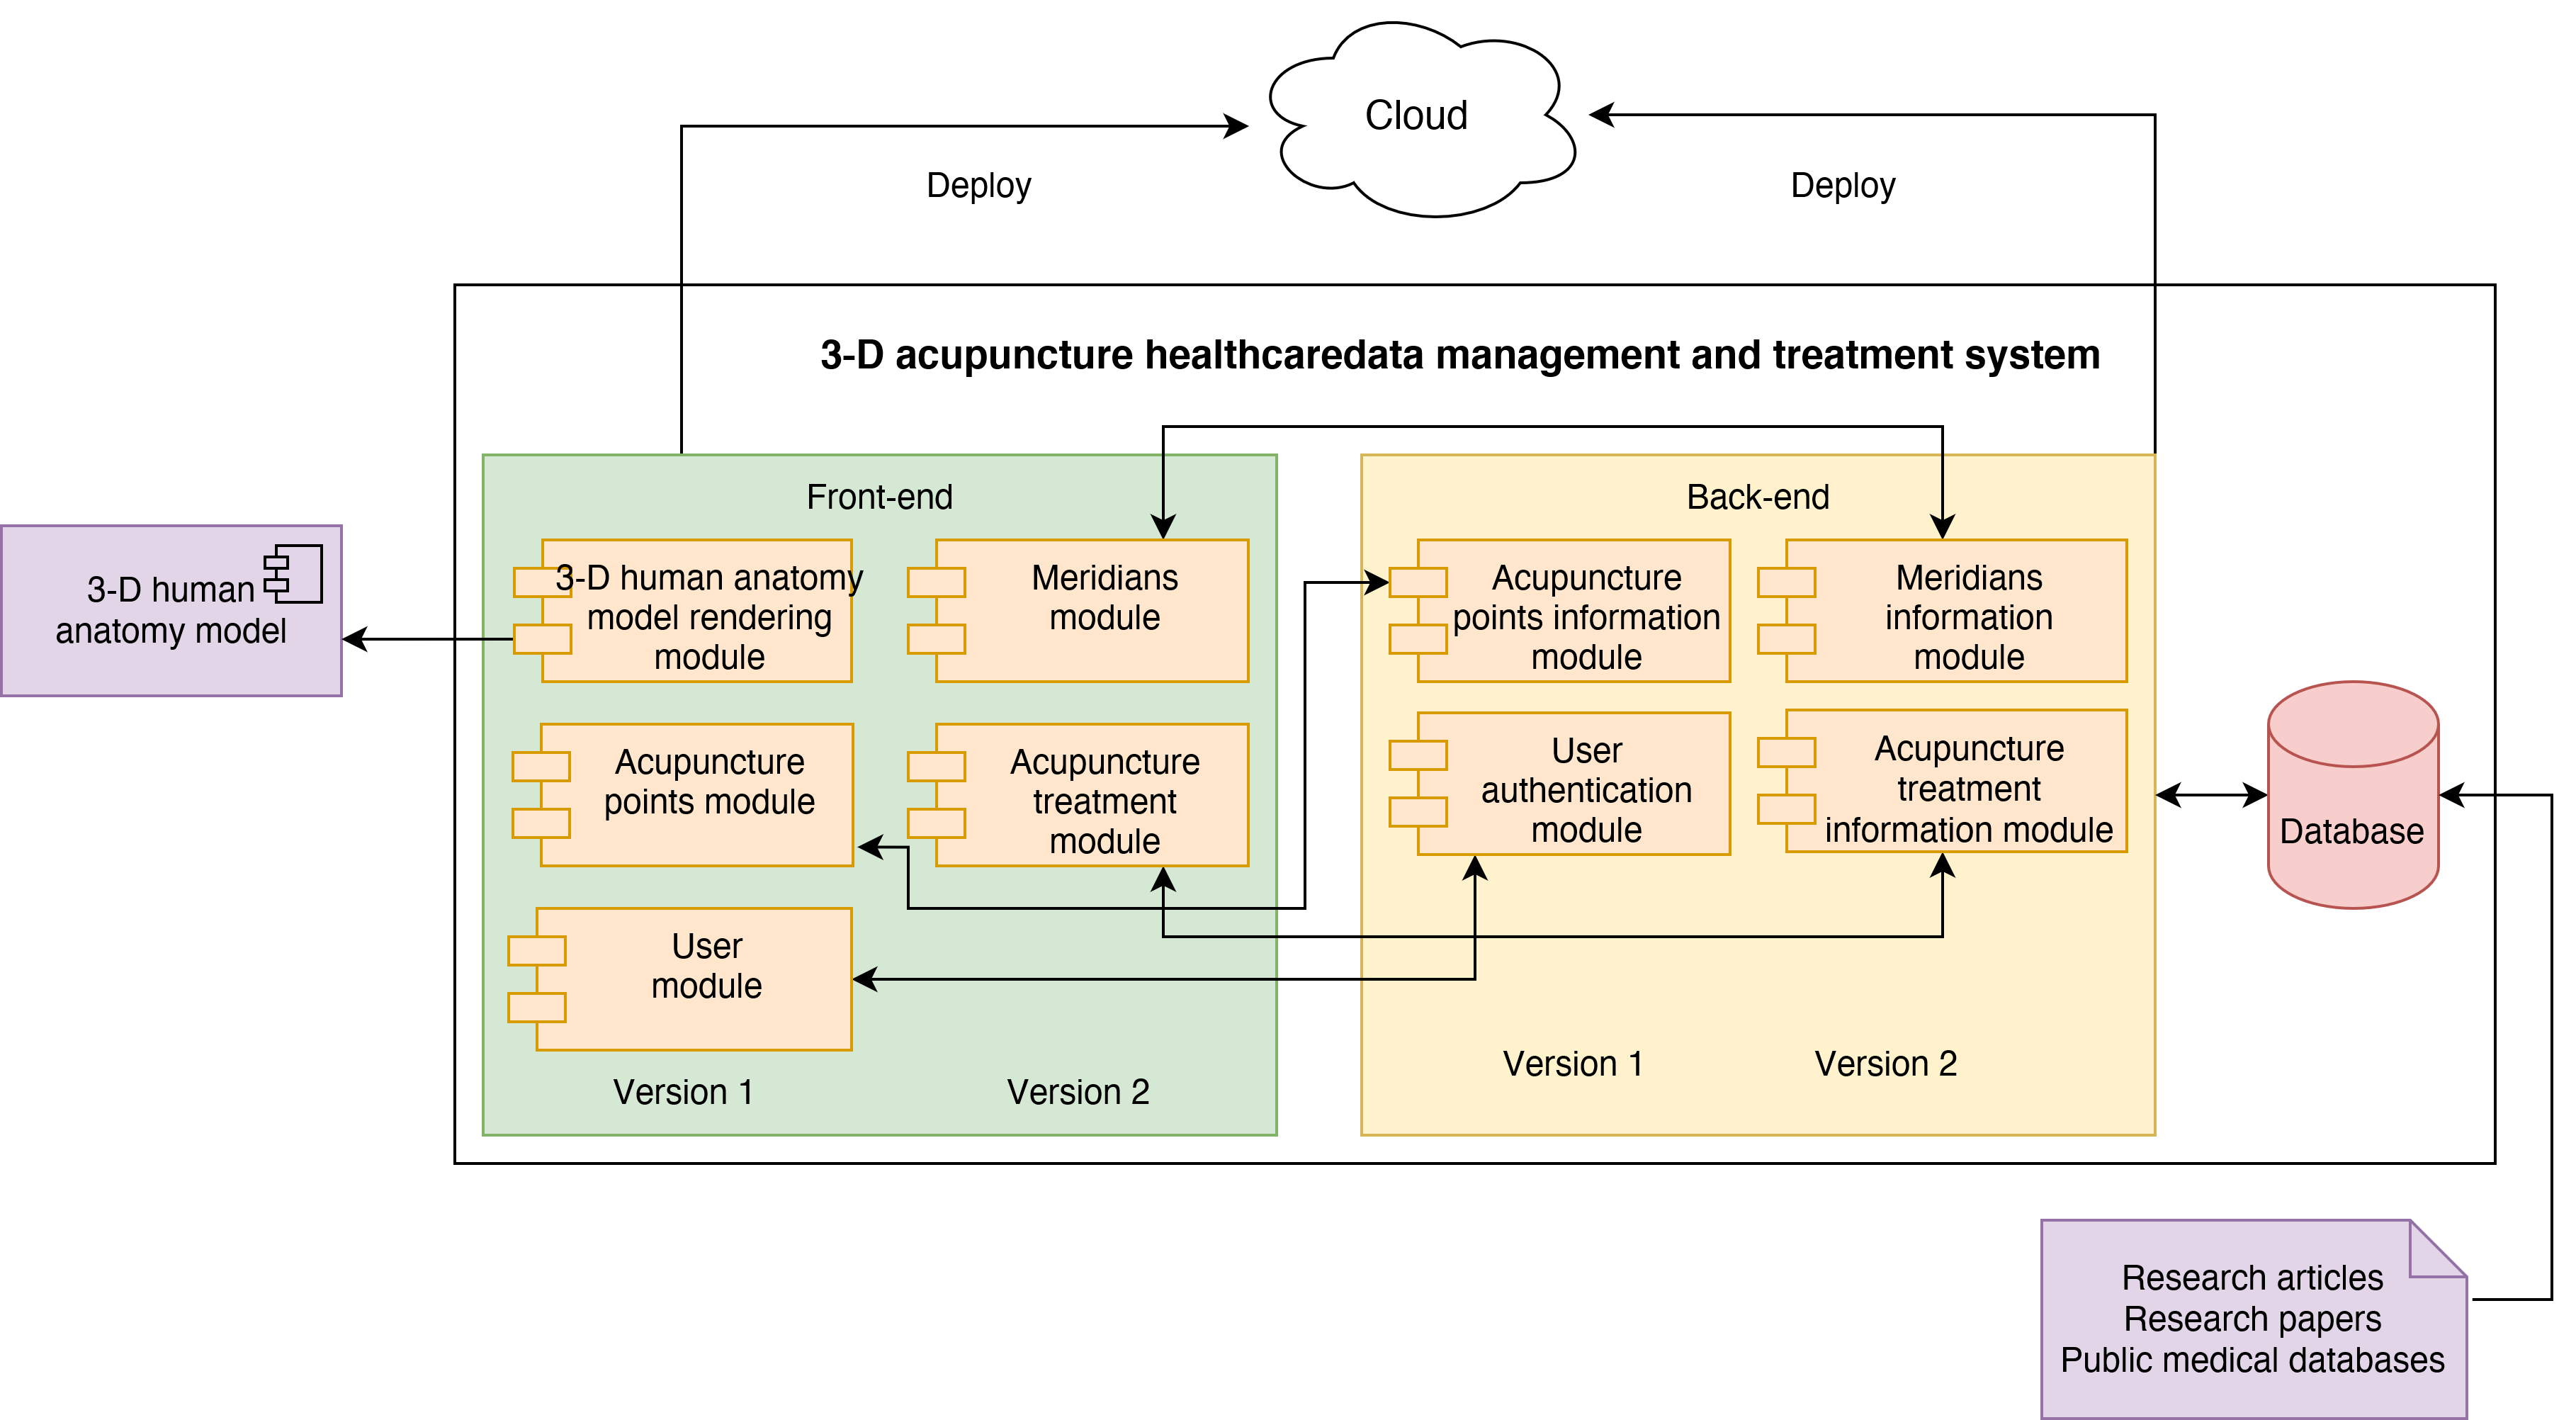 Cloud
Deploy
Deploy
3-D acupuncture healthcaredata management and treatment system
Front-end
Back-end
3-D human
anatomy model
3-D human anatomy
model rendering
module
Meridians
module
Acupuncture
points information
module
Meridians
information
module
Acupuncture
points module
Acupuncture
treatment
module
User
authentication
module
Acupuncture
treatment
information module
Database
User
module
Version 1
Version 2
Version 1
Version 2
Research articles
Research papers
Public medical databases